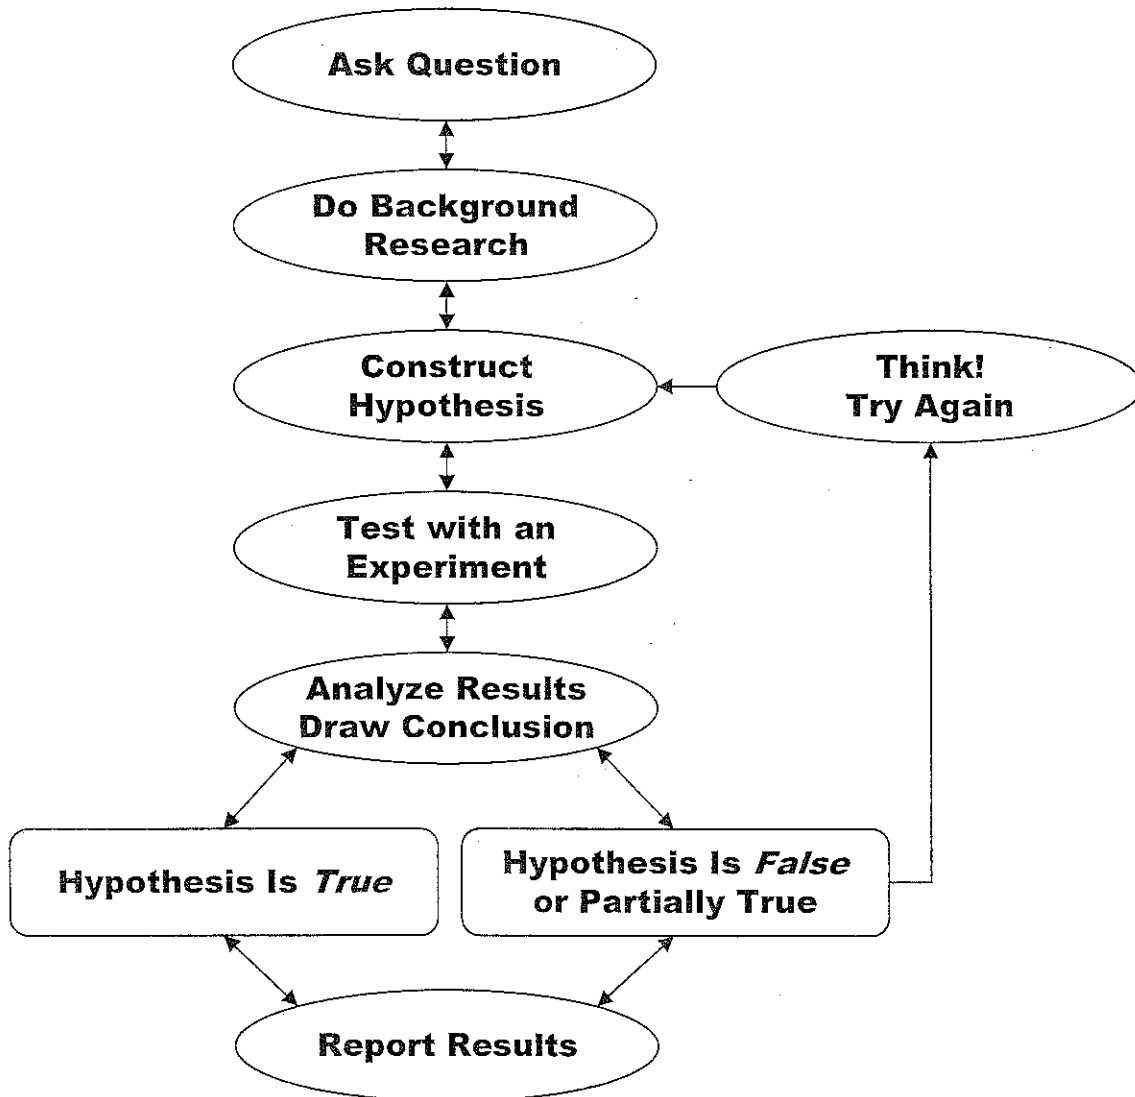 Ask Question
Do Background
Research
Construct
Hypothesis
Think!
Try Again
Test with an
Experiment
Analyze Results
Draw Conclusion
Hypothesis Is True
Hypothesis Is False
or Partially True
Report Results